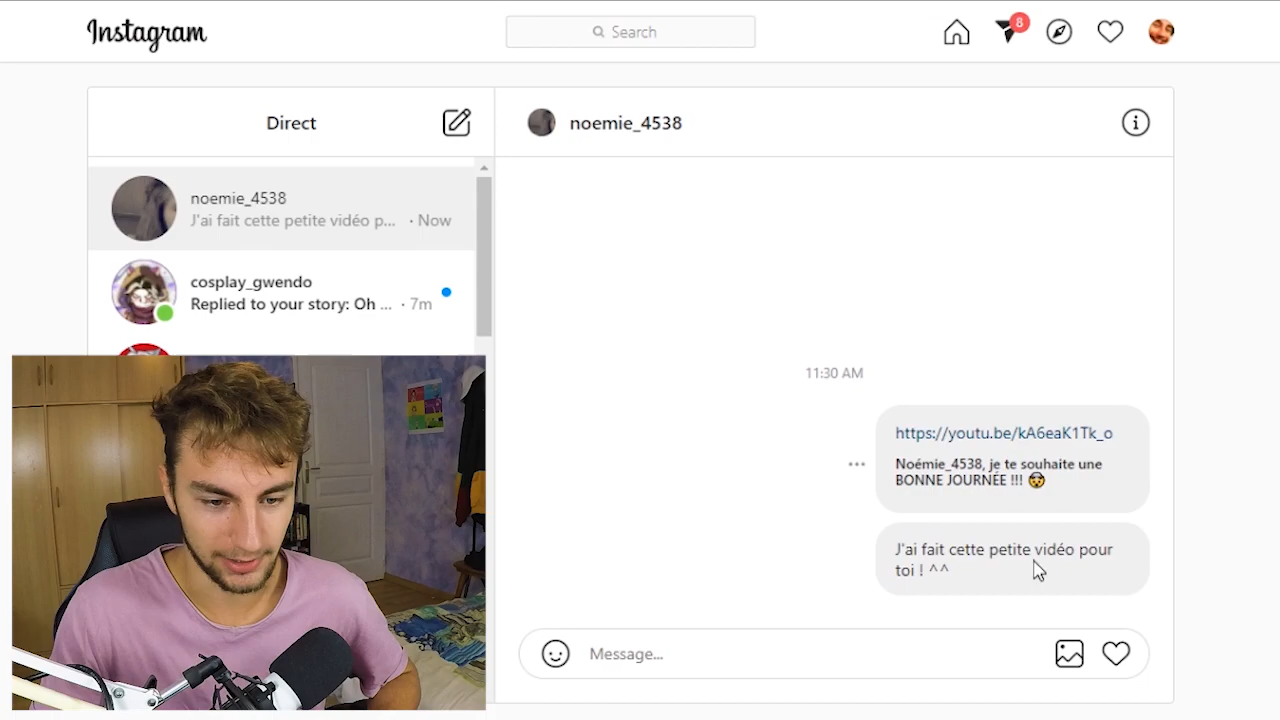 Instagram
Search
8
Direct
noemie_4538
noemie_4538
J'ai fait cette petite vidéo p... · Now
cosplay_gwendo
Replied to your story: Oh ... · 7m
11:30 AM
https://youtu.be/kA6eaK1Tk_o
Noémie_4538, je te souhaite une
BONNE JOURNÉE !!! 🤯
J'ai fait cette petite vidéo pour
toi ! ^^
Message...